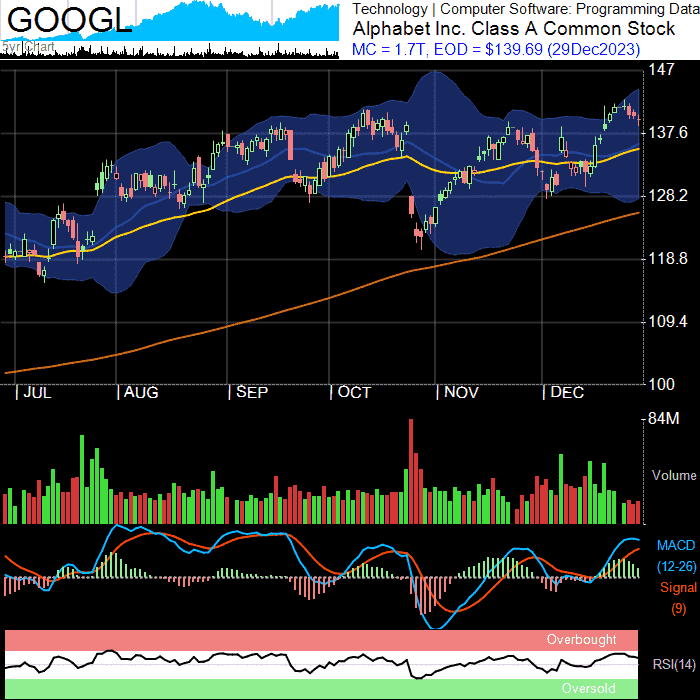 GOOGL
5yr Chart
Technology | Computer Software: Programming Data
Alphabet Inc. Class A Common Stock
MC = 1.7T, EOD = $139.69 (29Dec2023)
147
137.6
128.2
118.8
109.4
100
| JUL | AUG | SEP | OCT | NOV | DEC
84M
Volume
MACD
(12-26)
Signal
(9)
Overbought
RSI(14)
Oversold